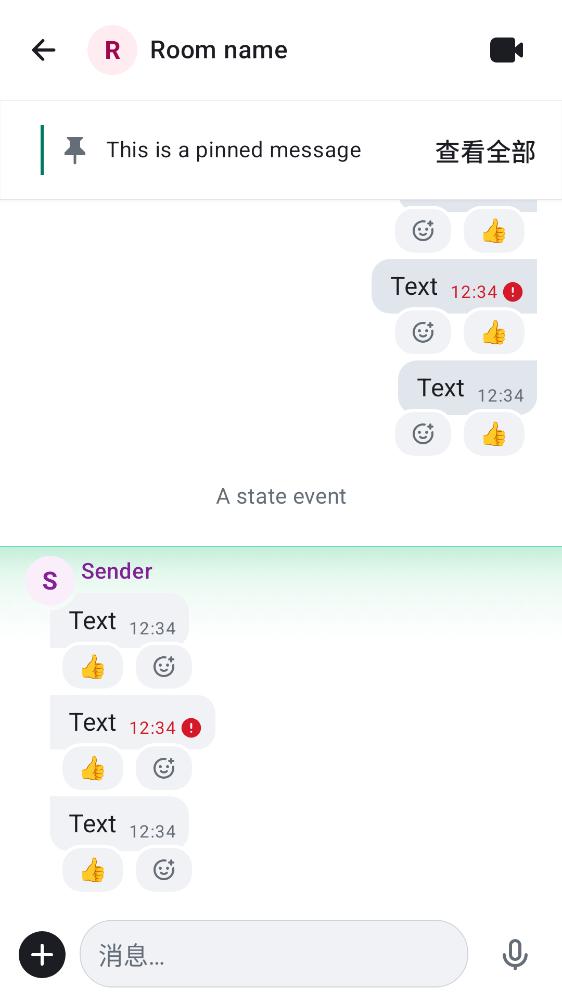 R Room name
This is a pinned message 查看全部
Text 12:34
Text 12:34
A state event
S Sender
Text 12:34
Text 12:34
Text 12:34
消息…